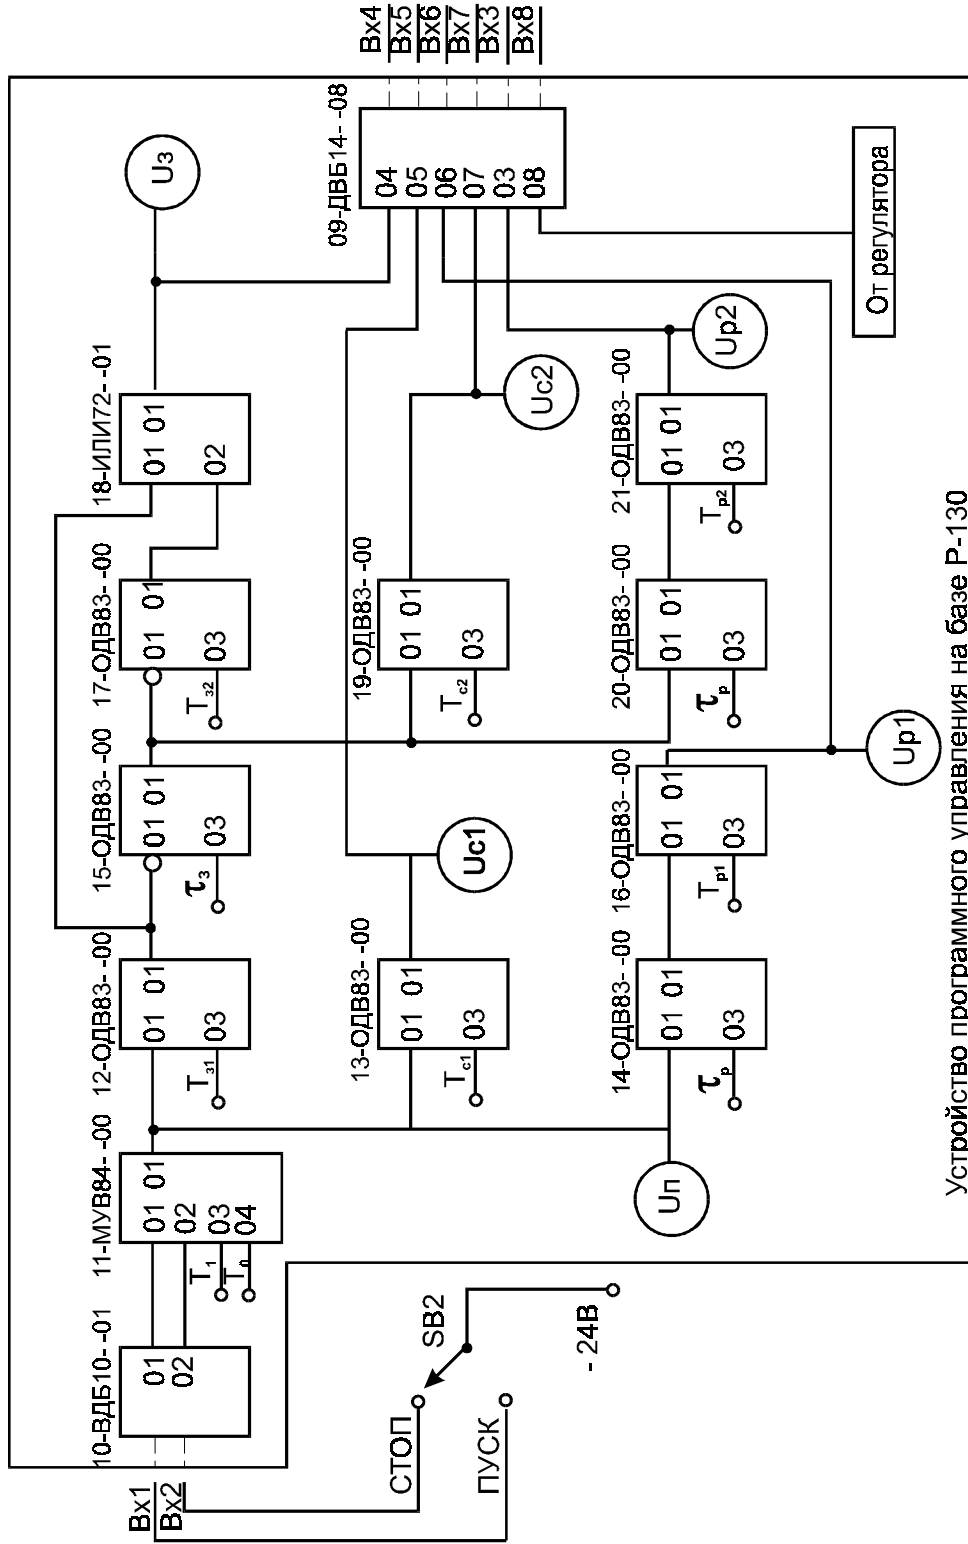 Вх1
Вх2
10-ВДБ10- -01
01
02
11-МУВ84- -00
01 01
02
03
04
T1
T0
12-ОДВ83- -00
01 01
03
Tз1
15-ОДВ83- -00
01 01
03
τз
17-ОДВ83- -00
01 01
03
Tз2
18-ИЛИ72- -01
01 01
02
Uз
13-ОДВ83- -00
01 01
03
Tс1
Uс1
19-ОДВ83- -00
01 01
03
Tс2
Uс2
09-ДВБ14- -08
04
05
06
07
03
08
Вх4
Вх5
Вх6
Вх7
Вх3
Вх8
14-ОДВ83- -00
01 01
03
τр
16-ОДВ83- -00
01 01
03
Tр1
Uр1
20-ОДВ83- -00
01 01
03
τр
21-ОДВ83- -00
01 01
03
Tр2
Uр2
Uп
От регулятора
СТОП
ПУСК
SB2
- 24В
Устройство программного управления на базе Р-130